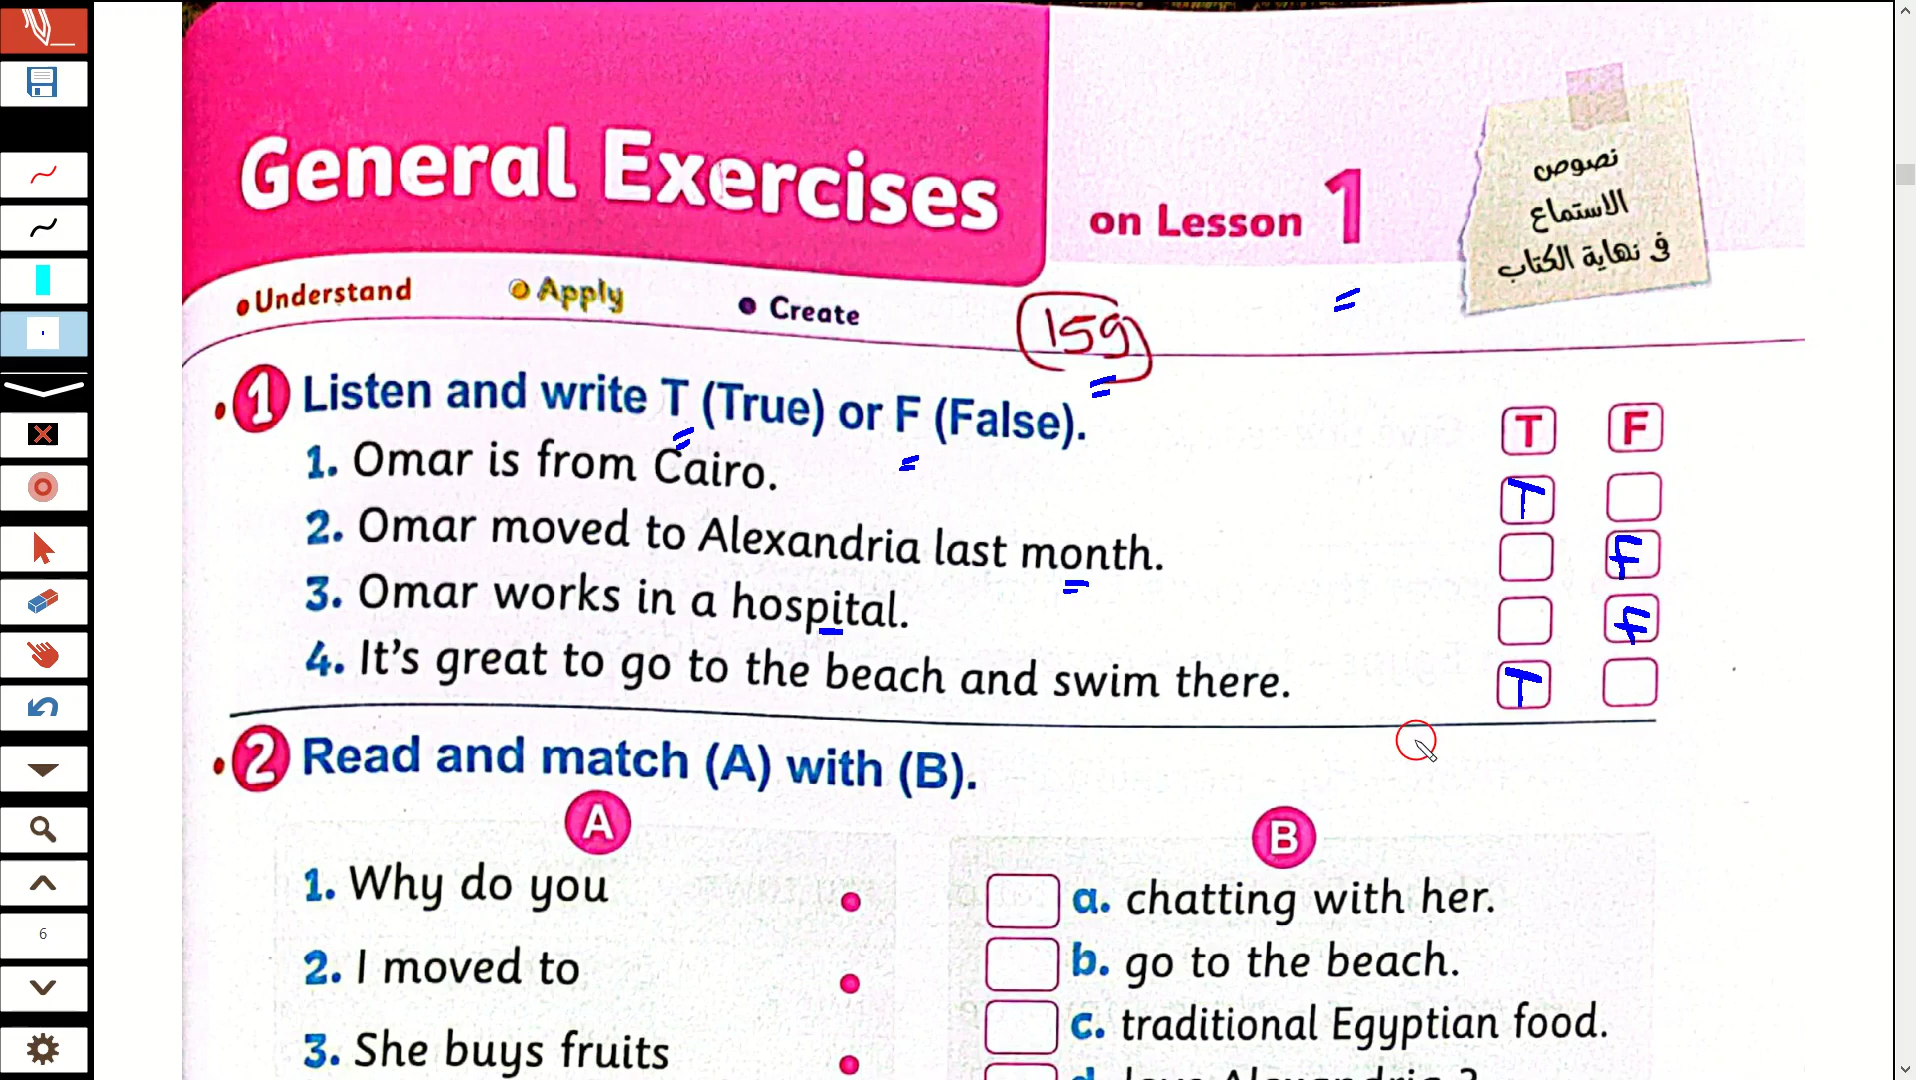 General Exercises
on Lesson 1
نصوص
الاستماع
فى نهاية الكتاب
Understand
Apply
Create
159
1 Listen and write T (True) or F (False).
T F
1. Omar is from Cairo.
T
2. Omar moved to Alexandria last month.
F
3. Omar works in a hospital.
F
4. It's great to go to the beach and swim there.
T
2 Read and match (A) with (B).
A
B
1. Why do you
a. chatting with her.
2. I moved to
b. go to the beach.
3. She buys fruits
c. traditional Egyptian food.
d. love Alexandria ?
6